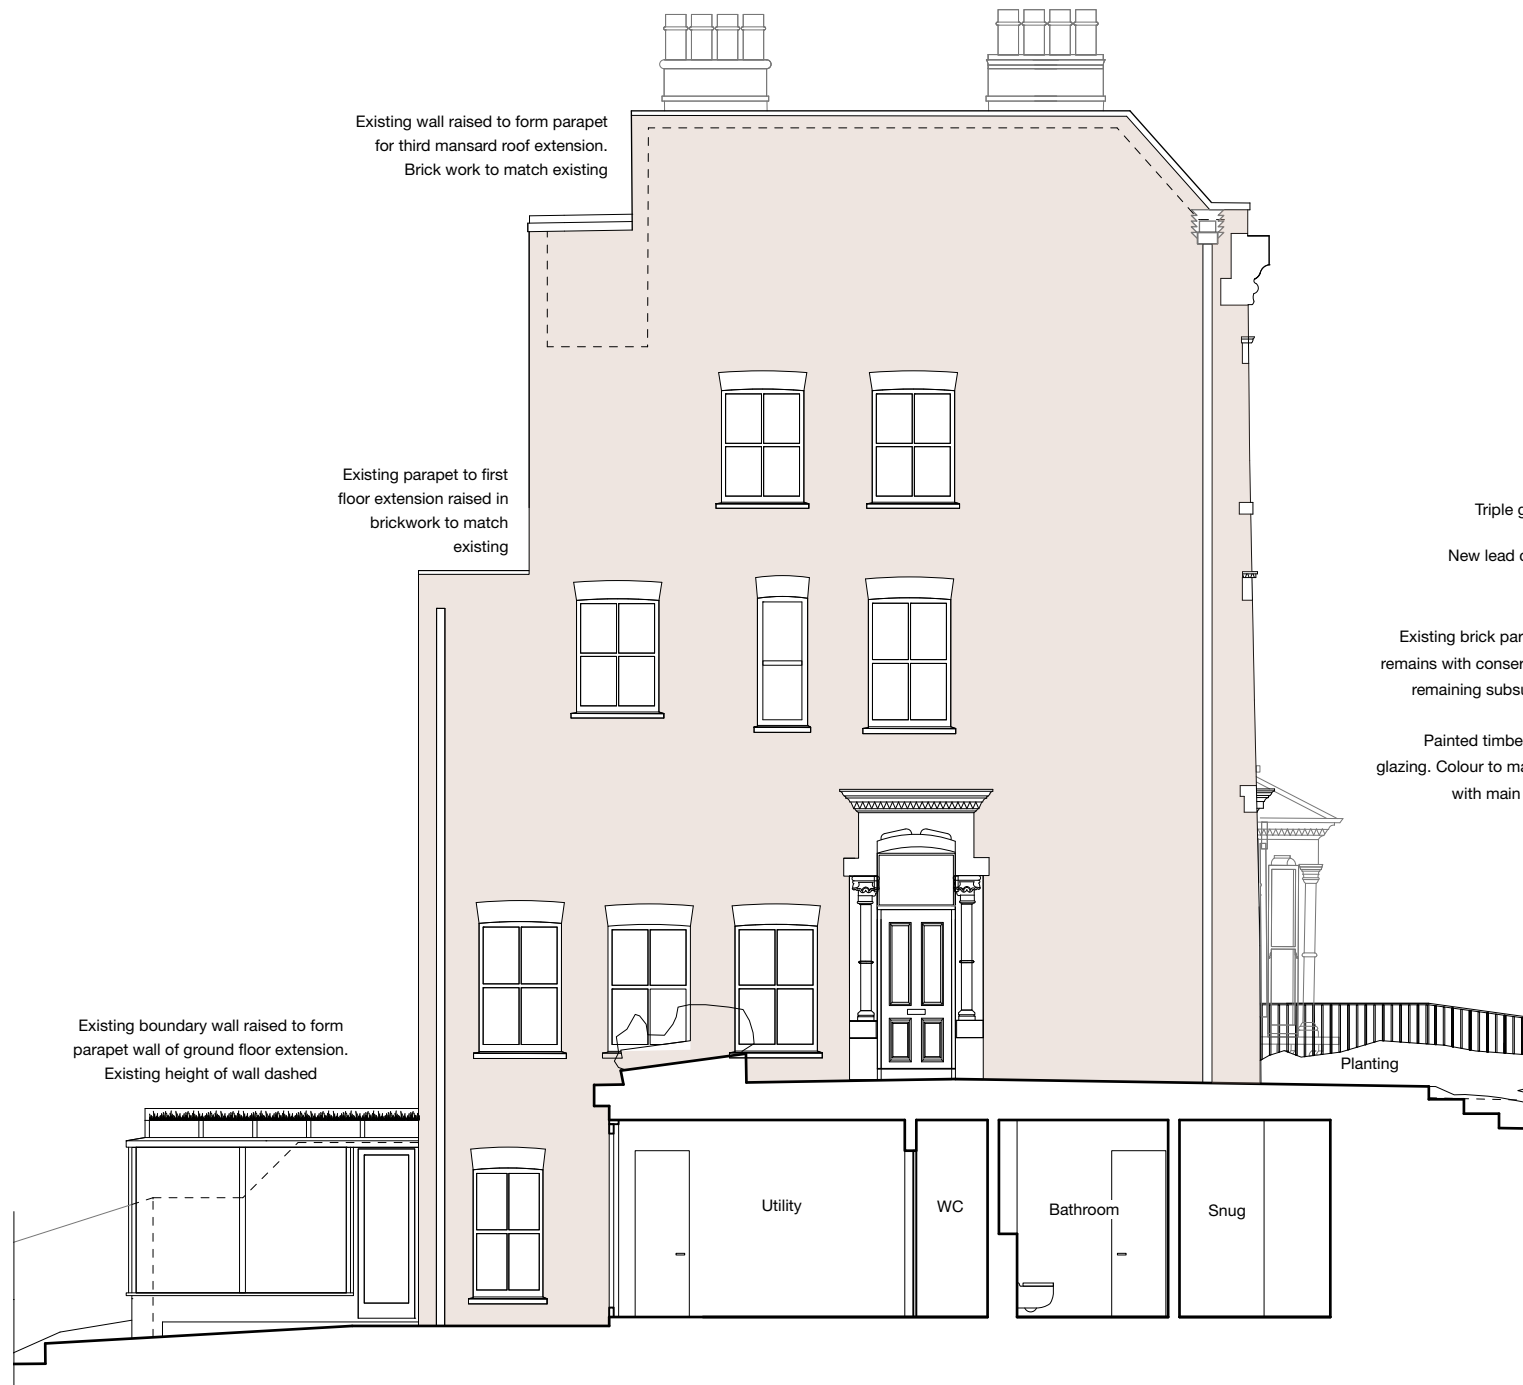 Existing wall raised to form parapet
for third mansard roof extension.
Brick work to match existing
Existing parapet to first
floor extension raised in
brickwork to match
existing
Triple g
New lead c
Existing brick par
remains with conser
remaining subsu
Painted timbe
glazing. Colour to ma
with main
Existing boundary wall raised to form
parapet wall of ground floor extension.
Existing height of wall dashed
Planting
Utility
WC
Bathroom
Snug